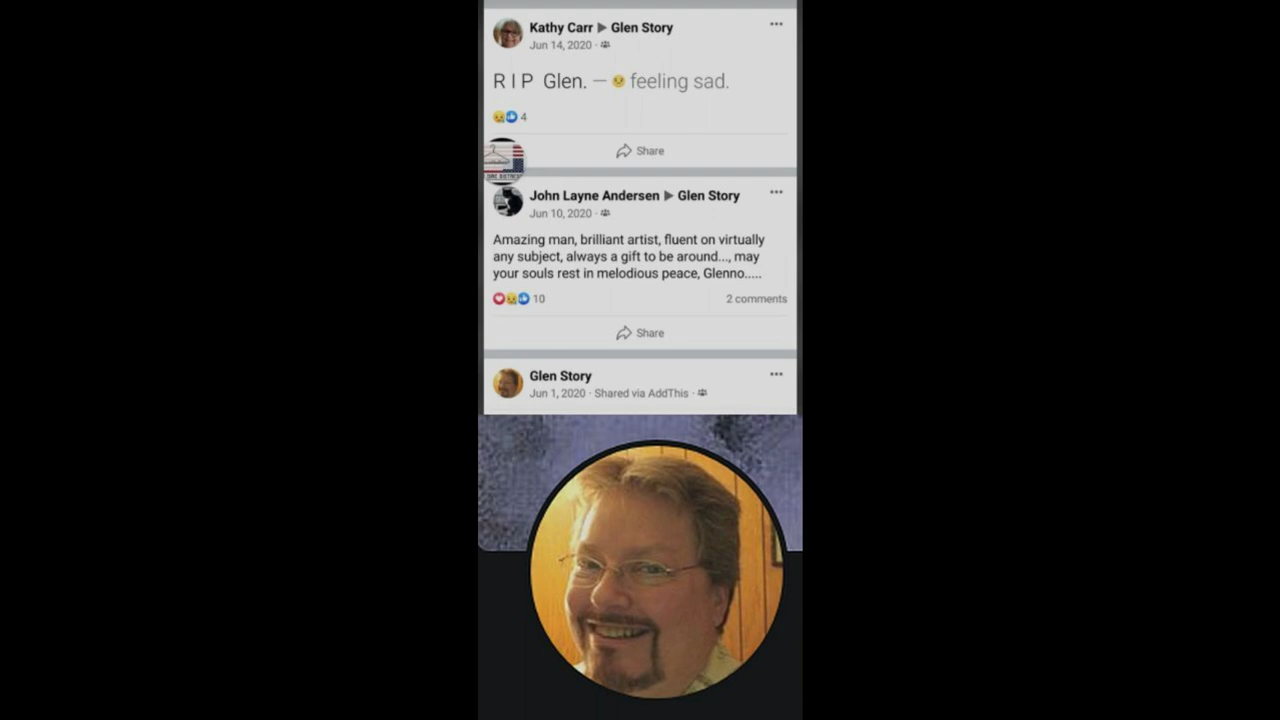 Kathy Carr ▶ Glen Story
Jun 14, 2020 ·
R I P Glen. — 😟 feeling sad.
4
Share
John Layne Andersen ▶ Glen Story
Jun 10, 2020 ·
Amazing man, brilliant artist, fluent on virtually
any subject, always a gift to be around..., may
your souls rest in melodious peace, Glenno.....
10
2 comments
Share
Glen Story
Jun 1, 2020 · Shared via AddThis ·